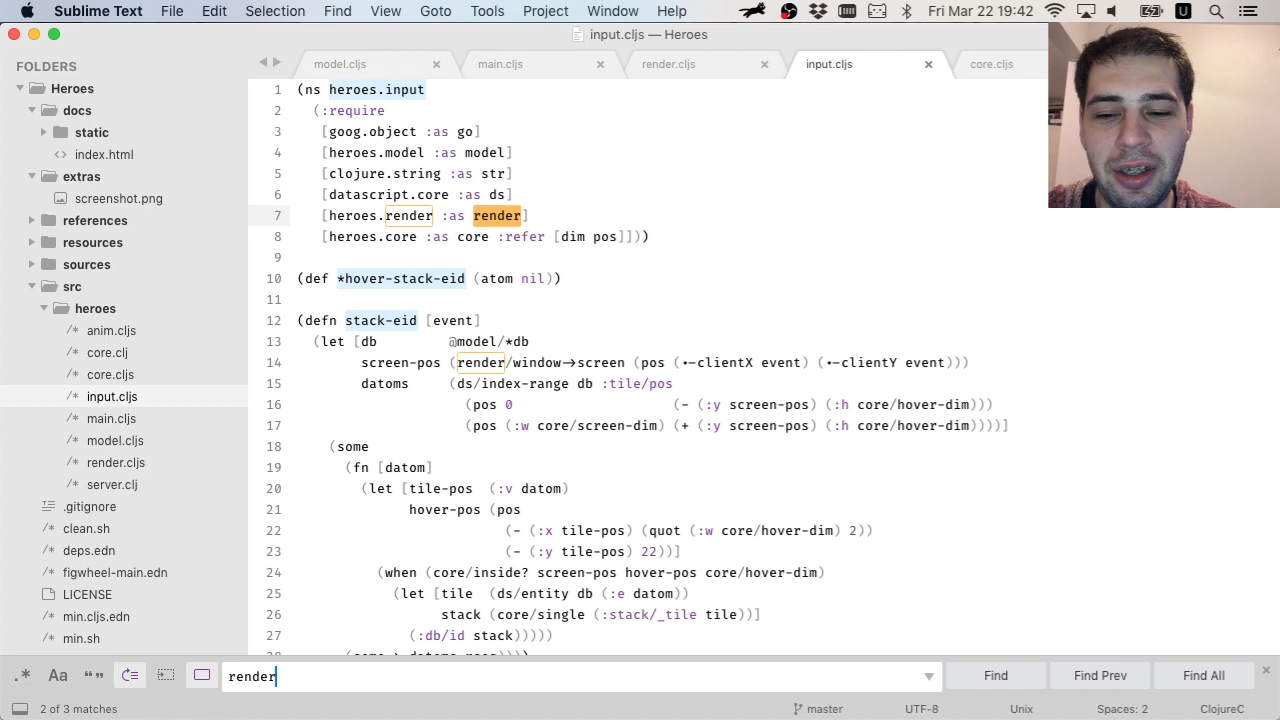 Sublime Text File Edit Selection Find View Goto Tools Project Window Help Fri Mar 22 19:42 U
input.cljs — Heroes
FOLDERS
Heroes
docs
static
<> index.html
extras
screenshot.png
references
resources
sources
src
heroes
/* anim.cljs
/* core.clj
/* core.cljs
/* input.cljs
/* main.cljs
/* model.cljs
/* render.cljs
/* server.clj
.gitignore
clean.sh
deps.edn
figwheel-main.edn
LICENSE
min.cljs.edn
min.sh
model.cljs × main.cljs × render.cljs × input.cljs × core.cljs
1 (ns heroes.input
2 (:require
3 [goog.object :as go]
4 [heroes.model :as model]
5 [clojure.string :as str]
6 [datascript.core :as ds]
7 [heroes.render :as render]
8 [heroes.core :as core :refer [dim pos]]))
9
10 (def *hover-stack-eid (atom nil))
11
12 (defn stack-eid [event]
13 (let [db @model/*db
14 screen-pos (render/window→screen (pos (•-clientX event) (•-clientY event)))
15 datoms (ds/index-range db :tile/pos
16 (pos 0 (- (:y screen-pos) (:h core/hover-dim)))
17 (pos (:w core/screen-dim) (+ (:y screen-pos) (:h core/hover-dim))))]
18 (some
19 (fn [datom]
20 (let [tile-pos (:v datom)
21 hover-pos (pos
22 (- (:x tile-pos) (quot (:w core/hover-dim) 2))
23 (- (:y tile-pos) 22))]
24 (when (core/inside? screen-pos hover-pos core/hover-dim)
25 (let [tile (ds/entity db (:e datom))
26 stack (core/single (:stack/_tile tile))]
27 (:db/id stack)))))
.* Aa “” render Find Find Prev Find All ×
2 of 3 matches master UTF-8 Unix Spaces: 2 ClojureC